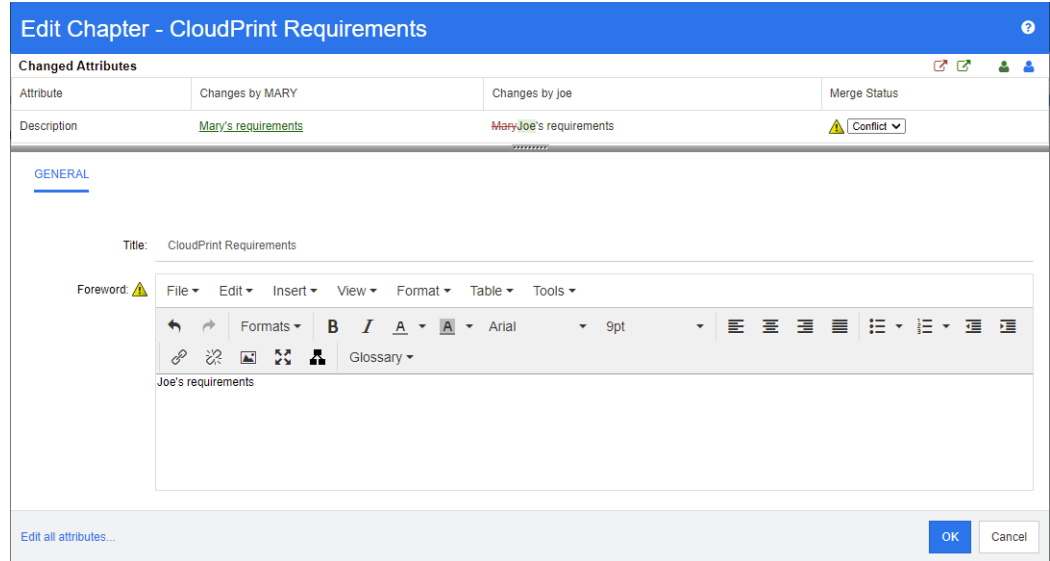 Edit Chapter - CloudPrint Requirements
Changed Attributes
Attribute Changes by MARY Changes by joe Merge Status
Description Mary's requirements MaryJoe's requirements Conflict
GENERAL
Title: CloudPrint Requirements
Foreword:
File Edit Insert View Format Table Tools
Formats B I A A Arial 9pt
Glossary
Joe's requirements
Edit all attributes... OK Cancel